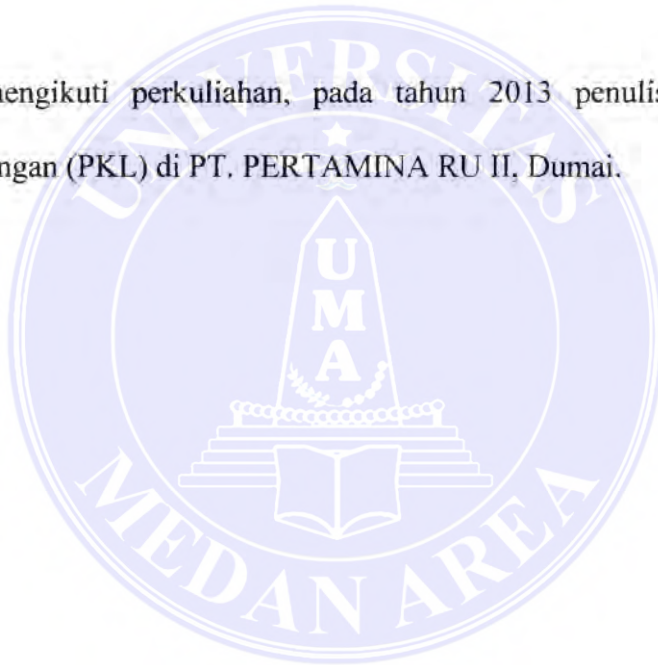 mengikuti perkuliahan, pada tahun 2013 penulis
ngan (PKL) di PT. PERTAMINA RU II, Dumai.
UNIVERSITAS
U
M
A
MEDAN AREA